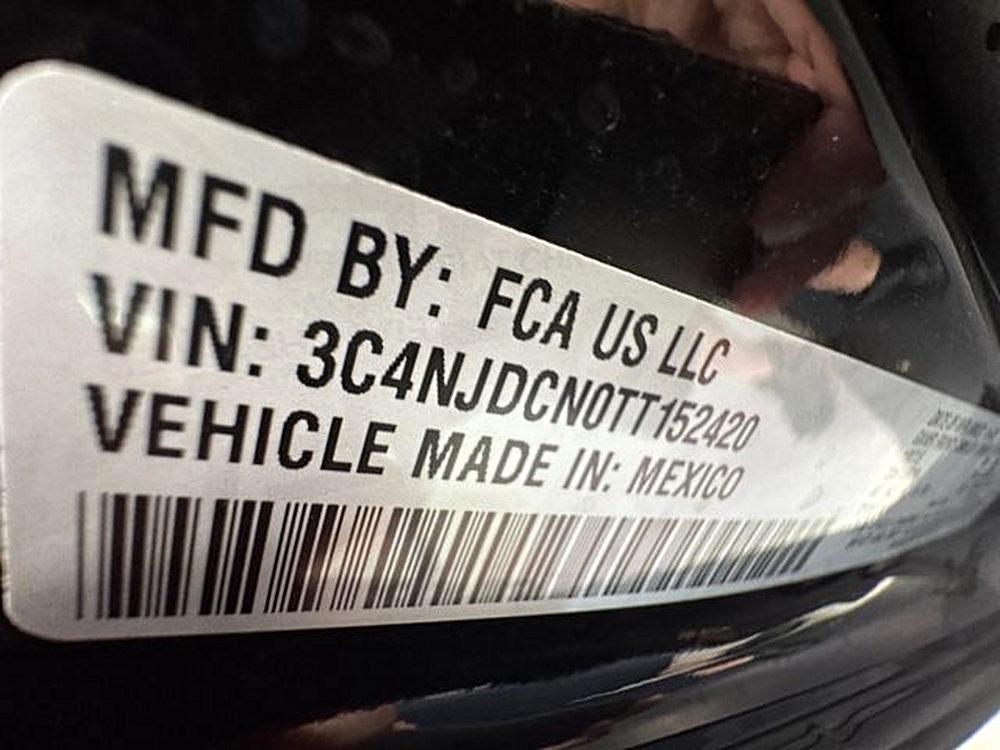 MFD BY: FCA US LLC
VIN: 3C4NJDCN0TT152420
VEHICLE MADE IN: MEXICO